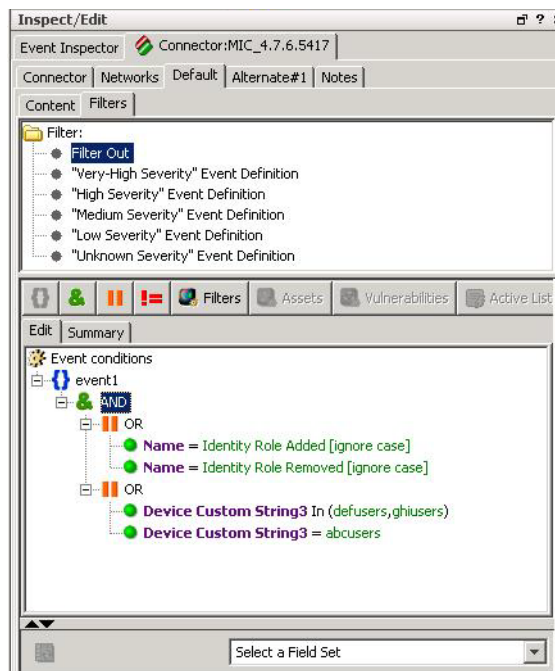 Inspect/Edit
Event Inspector Connector:MIC_4.7.6.5417
Connector Networks Default Alternate#1 Notes
Content Filters
Filter:
Filter Out
"Very-High Severity" Event Definition
"High Severity" Event Definition
"Medium Severity" Event Definition
"Low Severity" Event Definition
"Unknown Severity" Event Definition
{} & != Filters Assets Vulnerabilities Active List
Edit Summary
Event conditions
{} event1
& AND
OR
Name = Identity Role Added [ignore case]
Name = Identity Role Removed [ignore case]
OR
Device Custom String3 In (defusers,ghiusers)
Device Custom String3 = abcusers
Select a Field Set